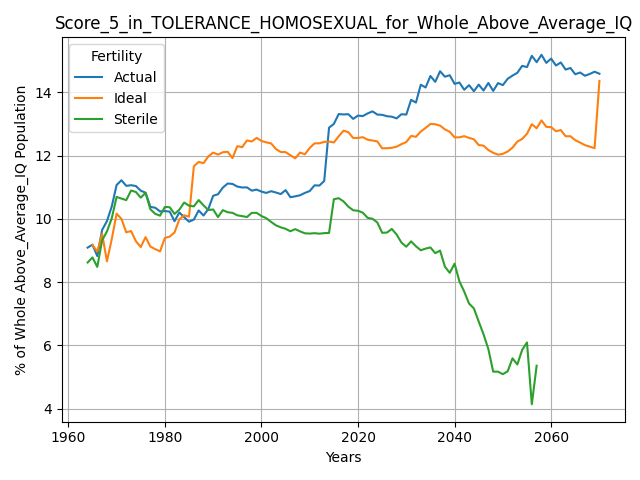 Score_5_in_TOLERANCE_HOMOSEXUAL_for_Whole_Above_Average_IQ
Fertility
Actual
Ideal
Sterile
% of Whole Above_Average_IQ Population
14
12
10
8
6
4
1960
1980
2000
2020
2040
2060
Years